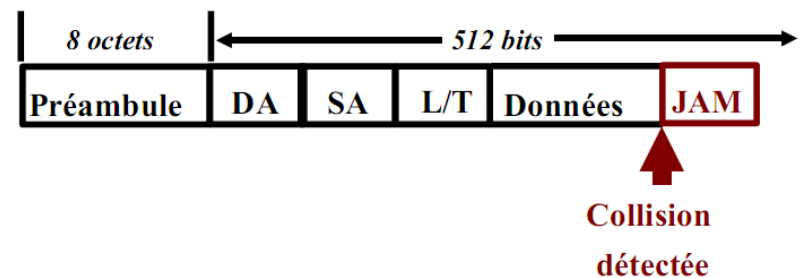 8 octets 512 bits
Préambule DA SA L/T Données JAM
Collision
détectée